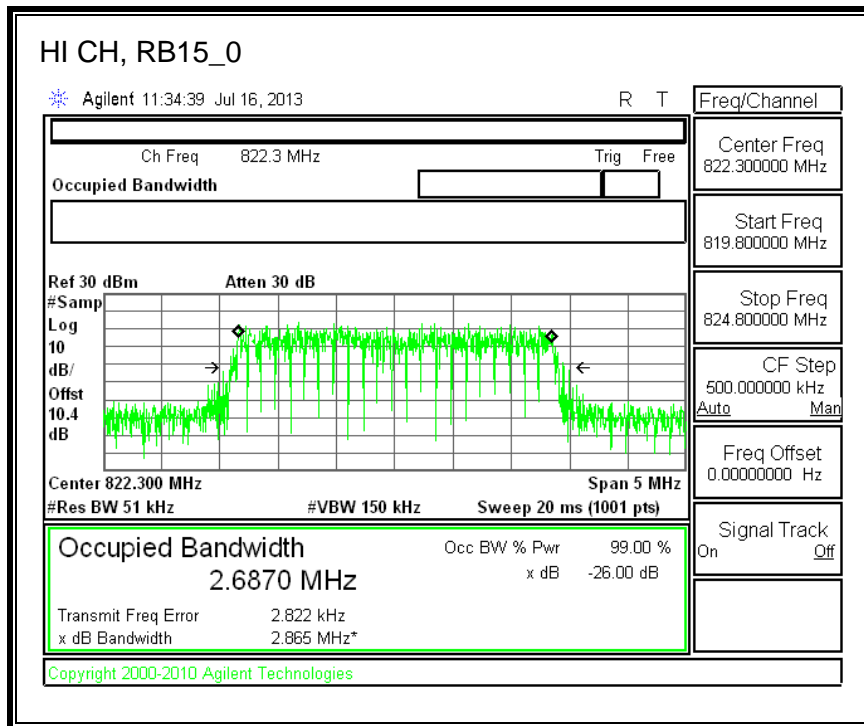 HI CH, RB15_0
Agilent 11:34:39 Jul 16, 2013 R T
Freq/Channel
Ch Freq 822.3 MHz Trig Free
Occupied Bandwidth
Center Freq
822.300000 MHz
Start Freq
819.800000 MHz
Stop Freq
824.800000 MHz
CF Step
500.000000 kHz
Auto Man
Freq Offset
0.00000000 Hz
Signal Track
On Off
Ref 30 dBm Atten 30 dB
#Samp
Log
10
dB/
Offst
10.4
dB
Center 822.300 MHz Span 5 MHz
#Res BW 51 kHz #VBW 150 kHz Sweep 20 ms (1001 pts)
Occupied Bandwidth Occ BW % Pwr 99.00 %
2.6870 MHz x dB -26.00 dB
Transmit Freq Error 2.822 kHz
x dB Bandwidth 2.865 MHz*
Copyright 2000-2010 Agilent Technologies